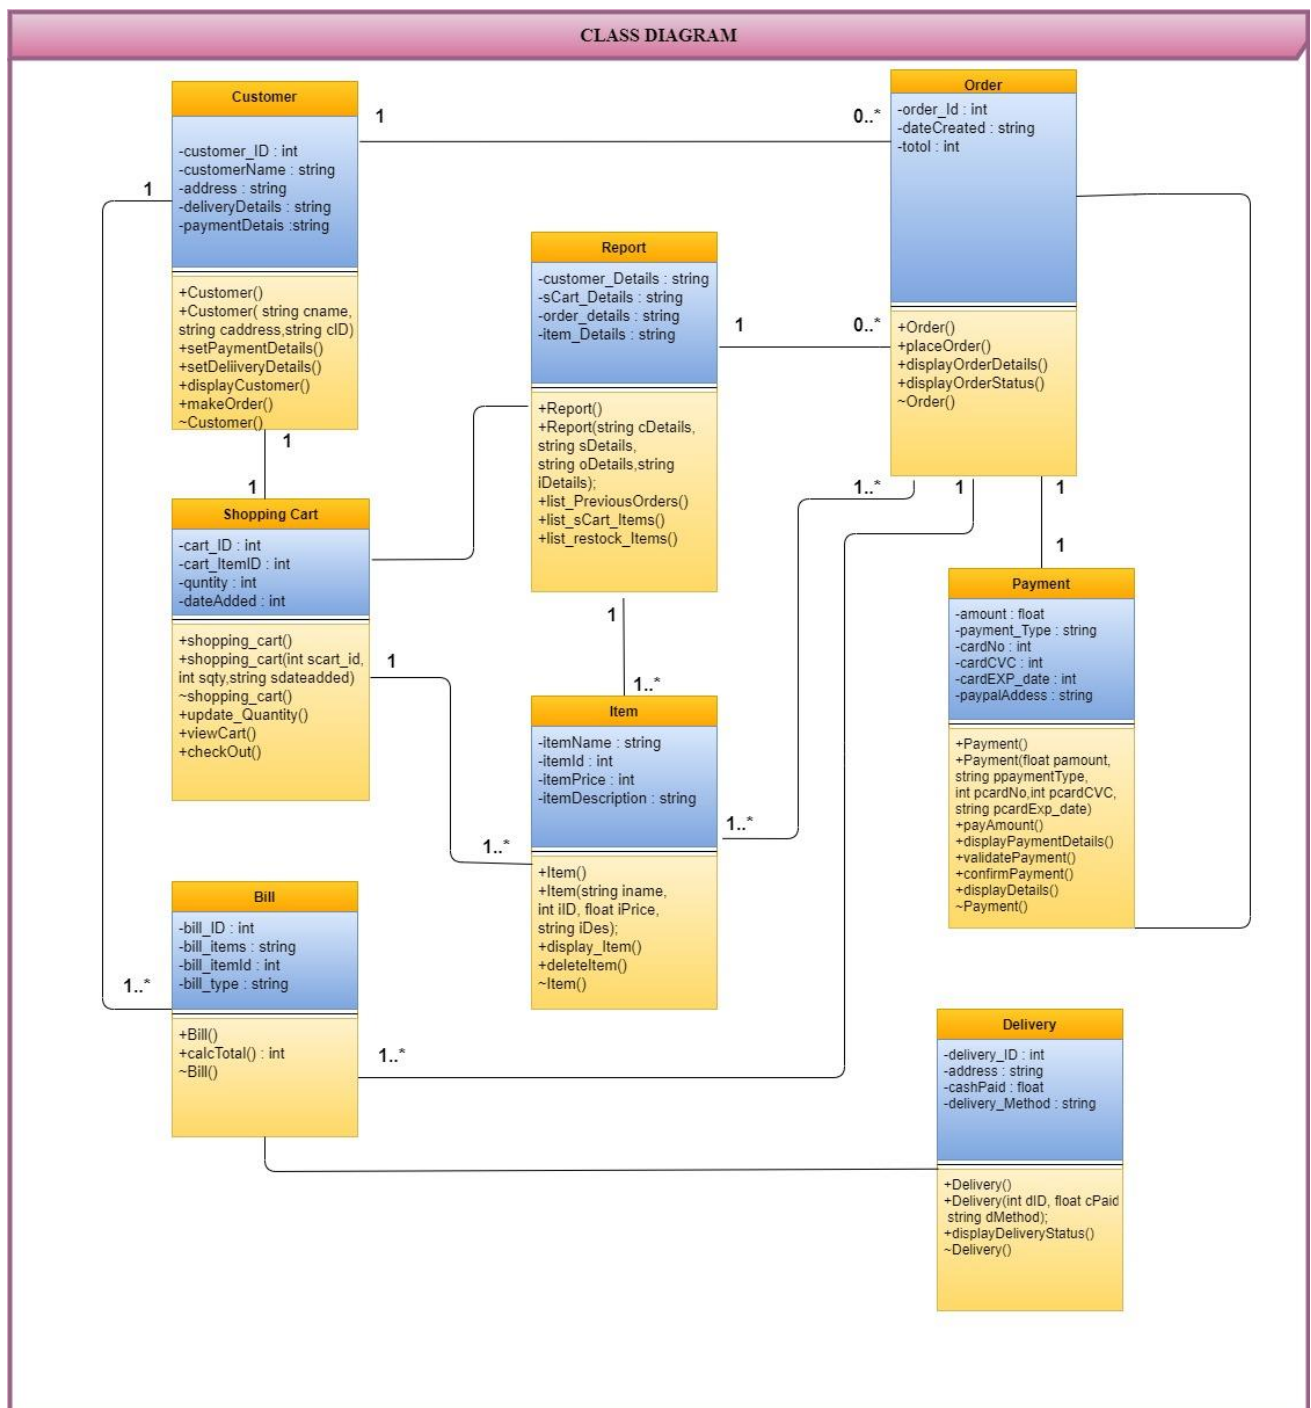 CLASS DIAGRAM
Customer
-customer_ID : int
-customerName : string
-address : string
-deliveryDetails : string
-paymentDetais :string
+Customer()
+Customer( string cname,
string caddress,string cID)
+setPaymentDetails()
+setDeliiveryDetails()
+displayCustomer()
+makeOrder()
~Customer()
1
0..*
Order
-order_Id : int
-dateCreated : string
-totol : int
+Order()
+placeOrder()
+displayOrderDetails()
+displayOrderStatus()
~Order()
1
Report
-customer_Details : string
-sCart_Details : string
-order_details : string
-item_Details : string
+Report()
+Report(string cDetails,
string sDetails,
string oDetails,string
iDetails);
+list_PreviousOrders()
+list_sCart_Items()
+list_restock_Items()
1
0..*
1
1
Shopping Cart
-cart_ID : int
-cart_ItemID : int
-quntity : int
-dateAdded : int
+shopping_cart()
+shopping_cart(int scart_id,
int sqty,string sdateadded)
~shopping_cart()
+update_Quantity()
+viewCart()
+checkOut()
1..*
1
1
1
Payment
-amount : float
-payment_Type : string
-cardNo : int
-cardCVC : int
-cardEXP_date : int
-paypalAddess : string
+Payment()
+Payment(float pamount,
string ppaymentType,
int pcardNo,int pcardCVC,
string pcardExp_date)
+payAmount()
+displayPaymentDetails()
+validatePayment()
+confirmPayment()
+displayDetails()
~Payment()
1
1
1..*
Item
-itemName : string
-itemId : int
-itemPrice : int
-itemDescription : string
+Item()
+Item(string iname,
int iID, float iPrice,
string iDes);
+display_Item()
+deleteItem()
~Item()
1..*
1..*
Bill
-bill_ID : int
-bill_items : string
-bill_itemId : int
-bill_type : string
+Bill()
+calcTotal() : int
~Bill()
1..*
1..*
Delivery
-delivery_ID : int
-address : string
-cashPaid : float
-delivery_Method : string
+Delivery()
+Delivery(int dID, float cPaid
string dMethod);
+displayDeliveryStatus()
~Delivery()